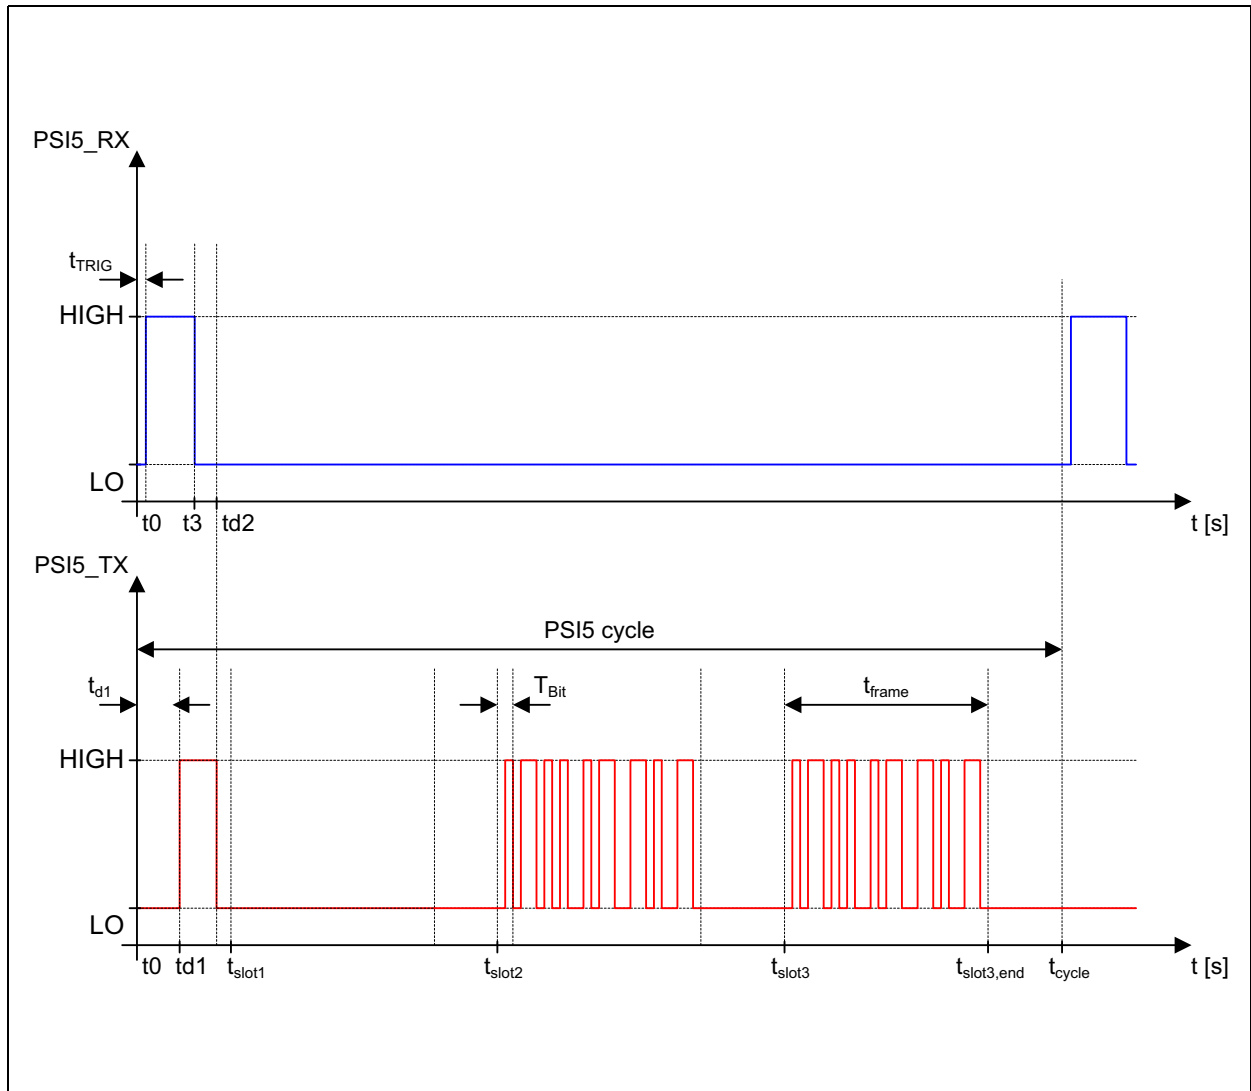 PSI5_RX
tTRIG
HIGH
LO
t0 t3 td2 t [s]
PSI5_TX
PSI5 cycle
td1 TBit tframe
HIGH
LO
t0 td1 tslot1 tslot2 tslot3 tslot3,end tcycle t [s]